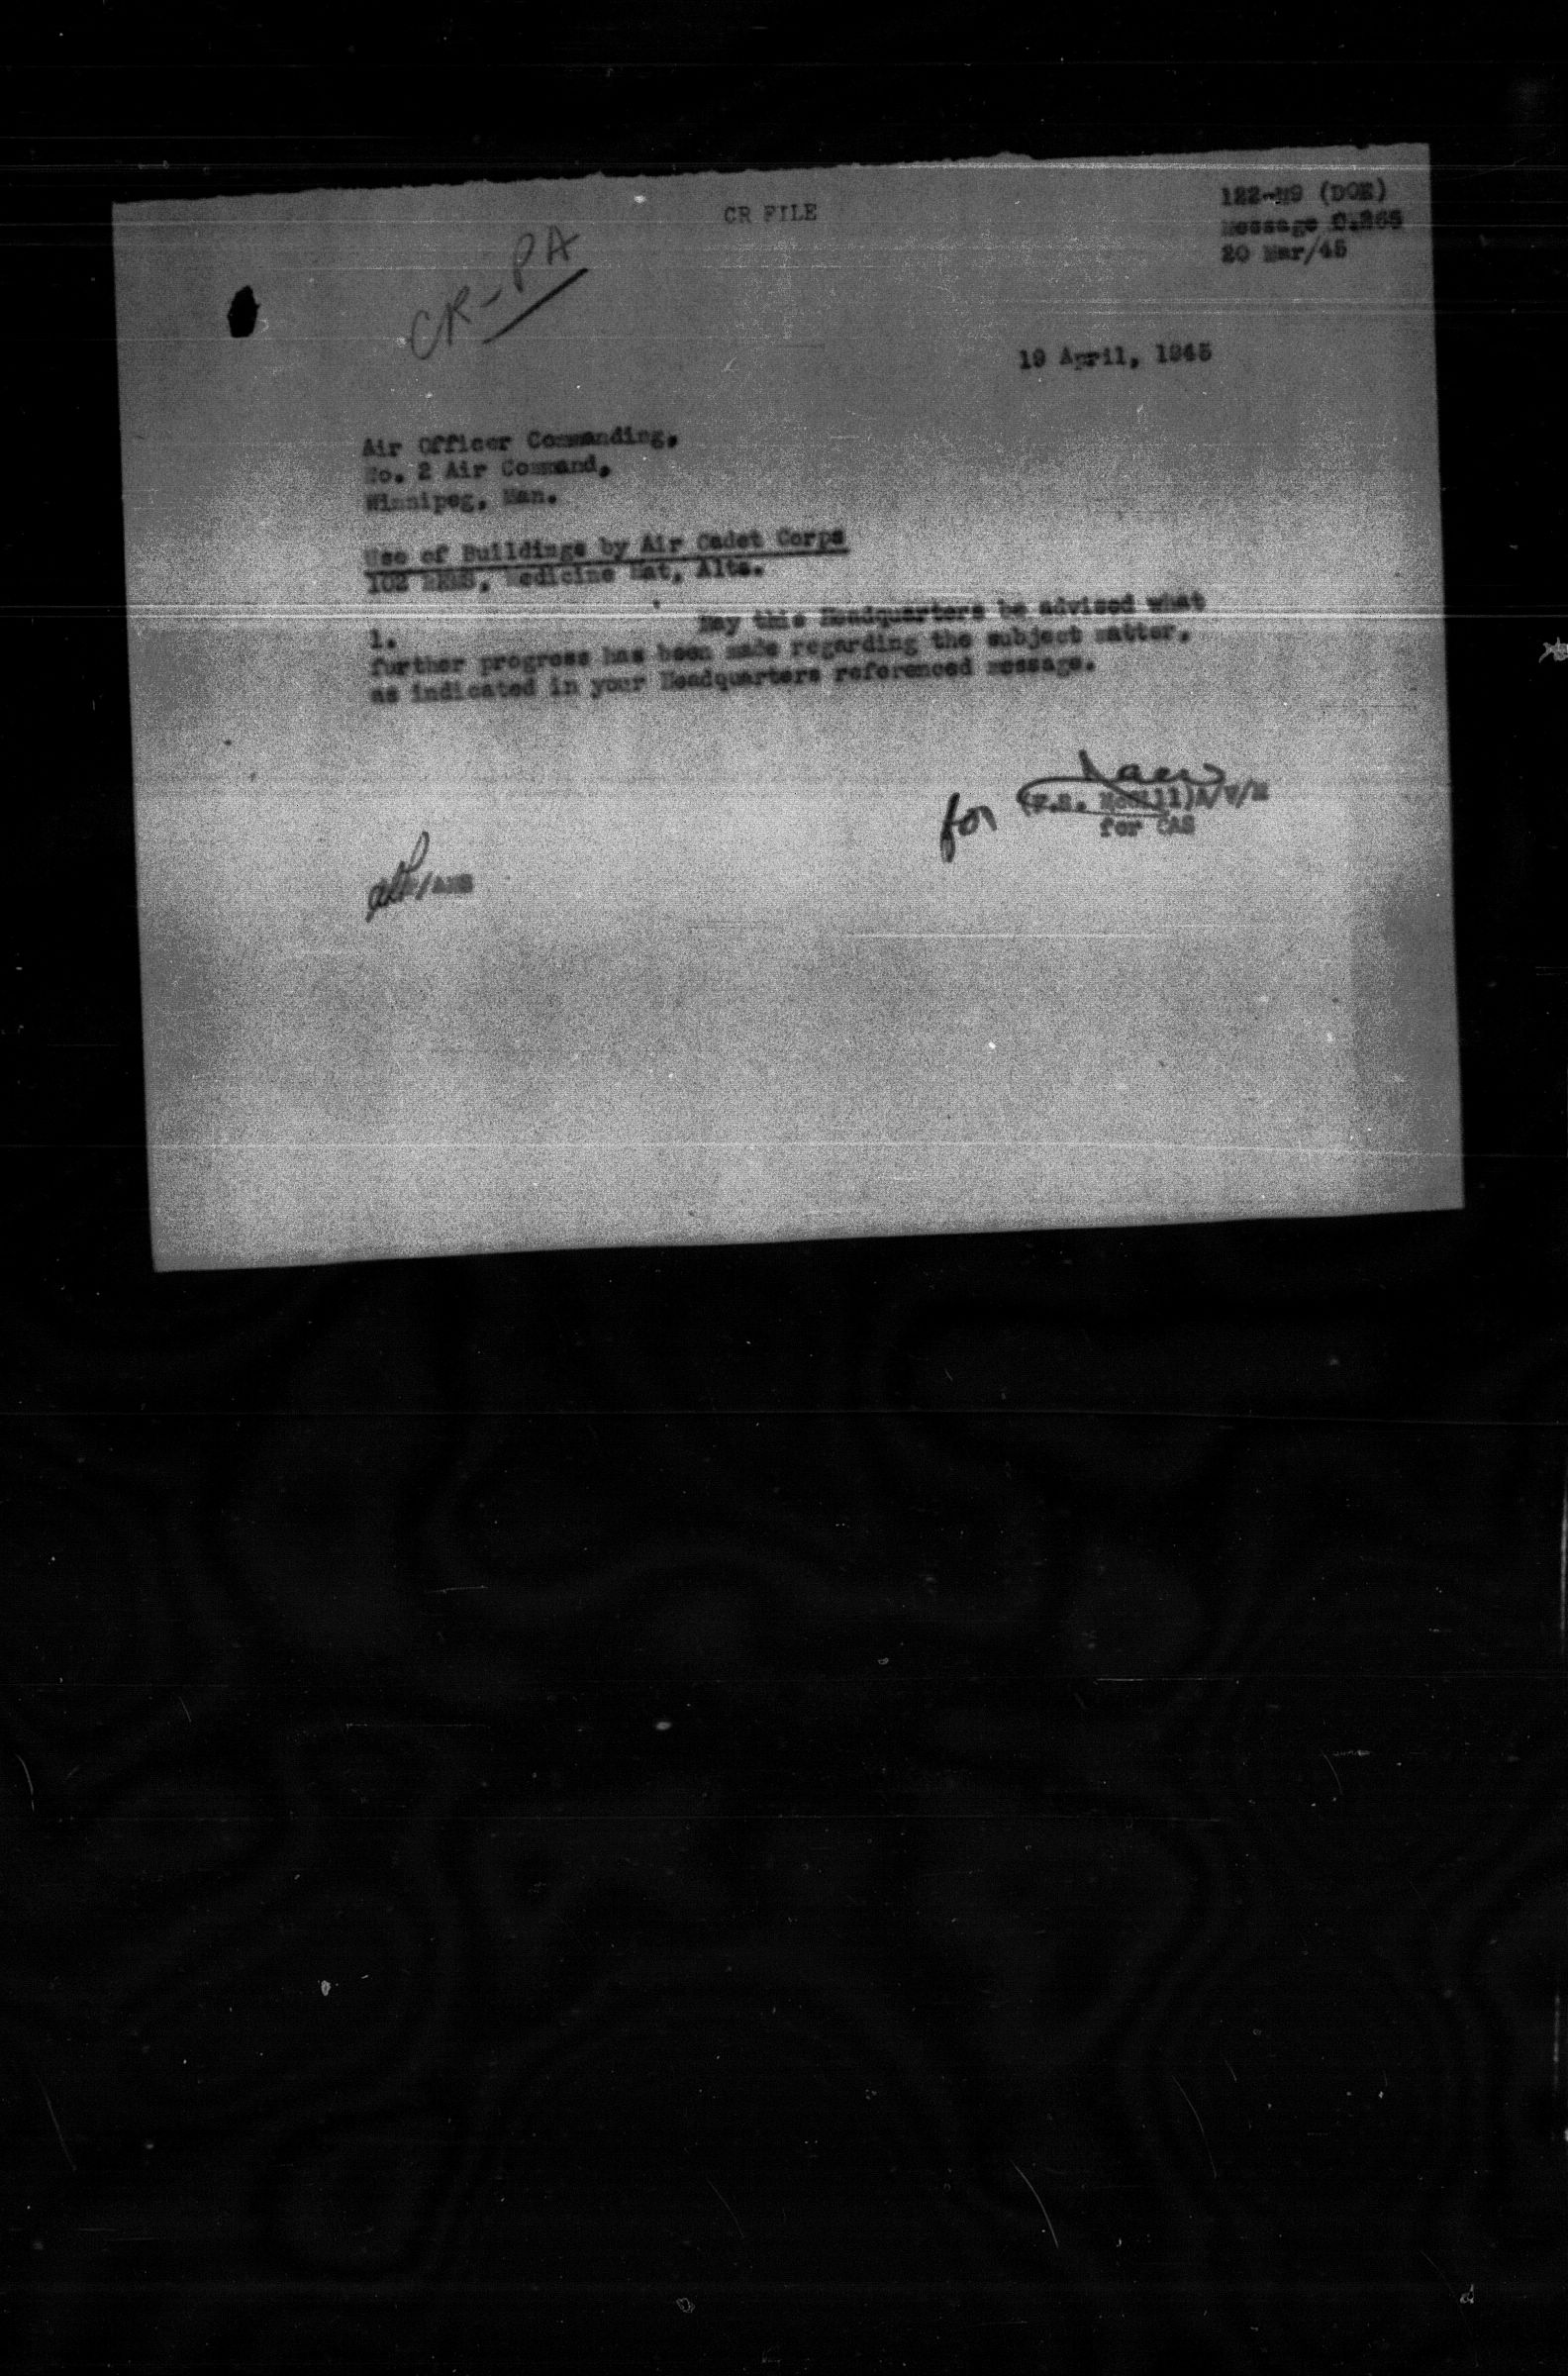 CR FILE
122-M9 (DOE)
Message C.265
20 Mar/45
CR-PA
19 April, 1945
Air Officer Commanding,
No. 2 Air Command,
Winnipeg, Man.
Use of Buildings by Air Cadet Corps
102 REMS, Medicine Hat, Alta.
1. May this Headquarters be advised what
further progress has been made regarding the subject matter,
as indicated in your Headquarters referenced message.
for (F.S. McGill)A/V/M
for CAS